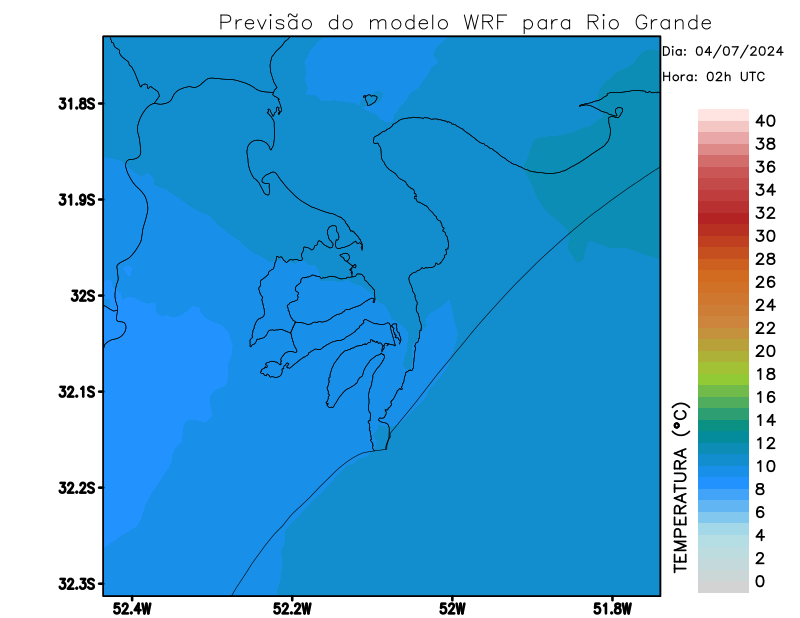 Previsão do modelo WRF para Rio Grande
Dia: 04/07/2024
Hora: 02h UTC
31.8S
31.9S
32S
32.1S
32.2S
32.3S
52.4W
52.2W
52W
51.8W
TEMPERATURA (°C)
40
38
36
34
32
30
28
26
24
22
20
18
16
14
12
10
8
6
4
2
0